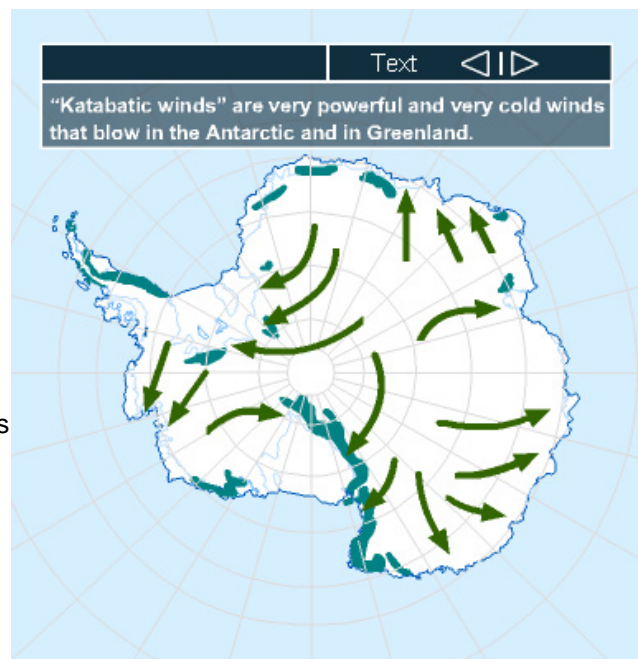 Text
“Katabatic winds” are very powerful and very cold winds
that blow in the Antarctic and in Greenland.
s